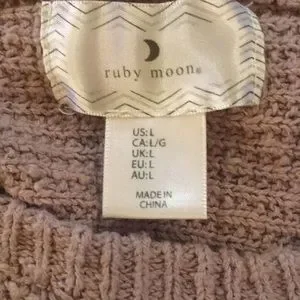 ruby moon®
US:L
CA:L/G
UK:L
EU:L
AU:L
MADE IN
CHINA